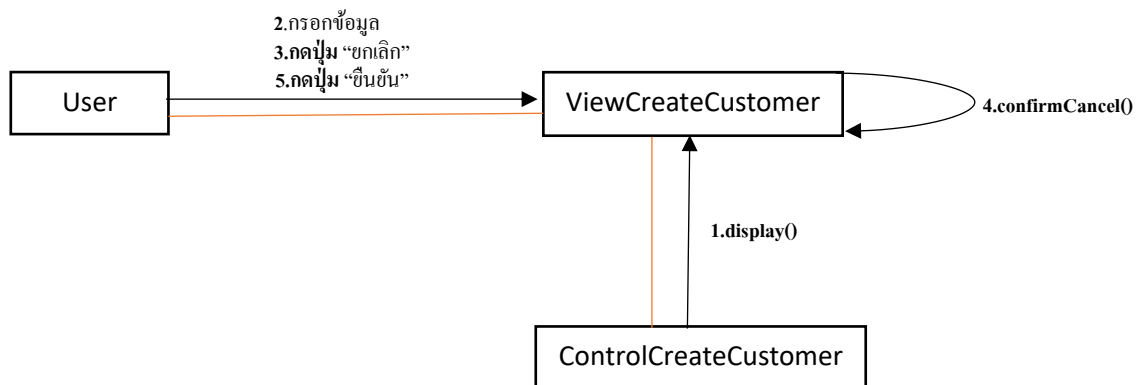 2.กรอกข้อมูล
3.กดปุ่ม “ยกเลิก”
5.กดปุ่ม “ยืนยัน”
User
ViewCreateCustomer
4.confirmCancel()
1.display()
ControlCreateCustomer